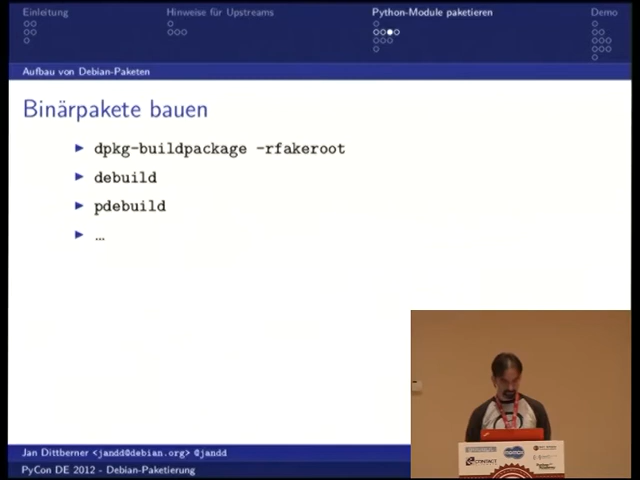 Einleitung
Hinweise für Upstreams
Python-Module paketieren
Demo
Aufbau von Debian-Paketen
Binärpakete bauen
dpkg-buildpackage -rfakeroot
debuild
pdebuild
...
Jan Dittberner <jandd@debian.org> @jandd
PyCon DE 2012 - Debian-Paketierung
CONTACT